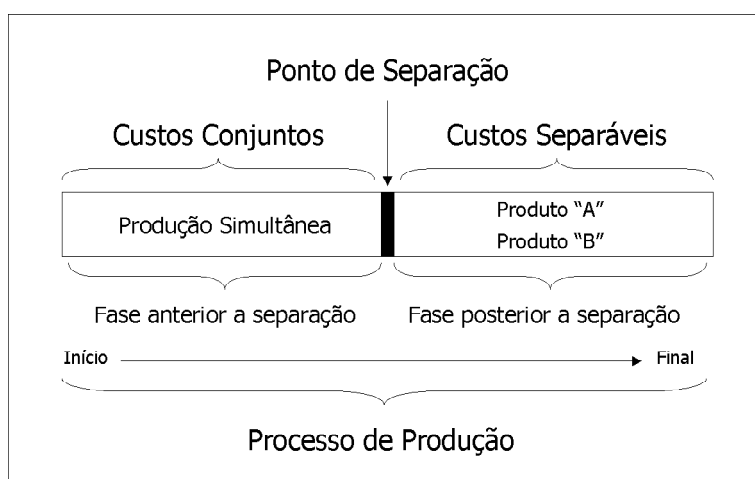 Ponto de Separação
Custos Conjuntos
Custos Separáveis
Produção Simultânea
Produto “A”
Produto “B”
Fase anterior a separação
Fase posterior a separação
Início
Final
Processo de Produção